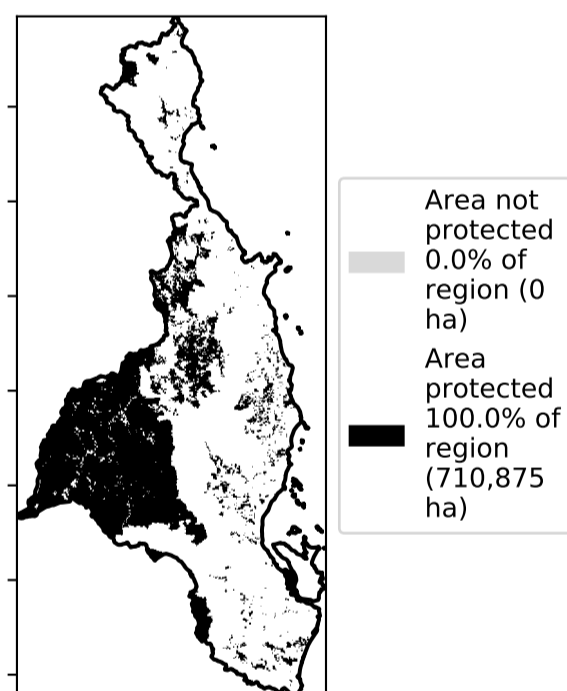 Area not
protected
0.0% of
region (0
ha)
Area
protected
100.0% of
region
(710,875
ha)